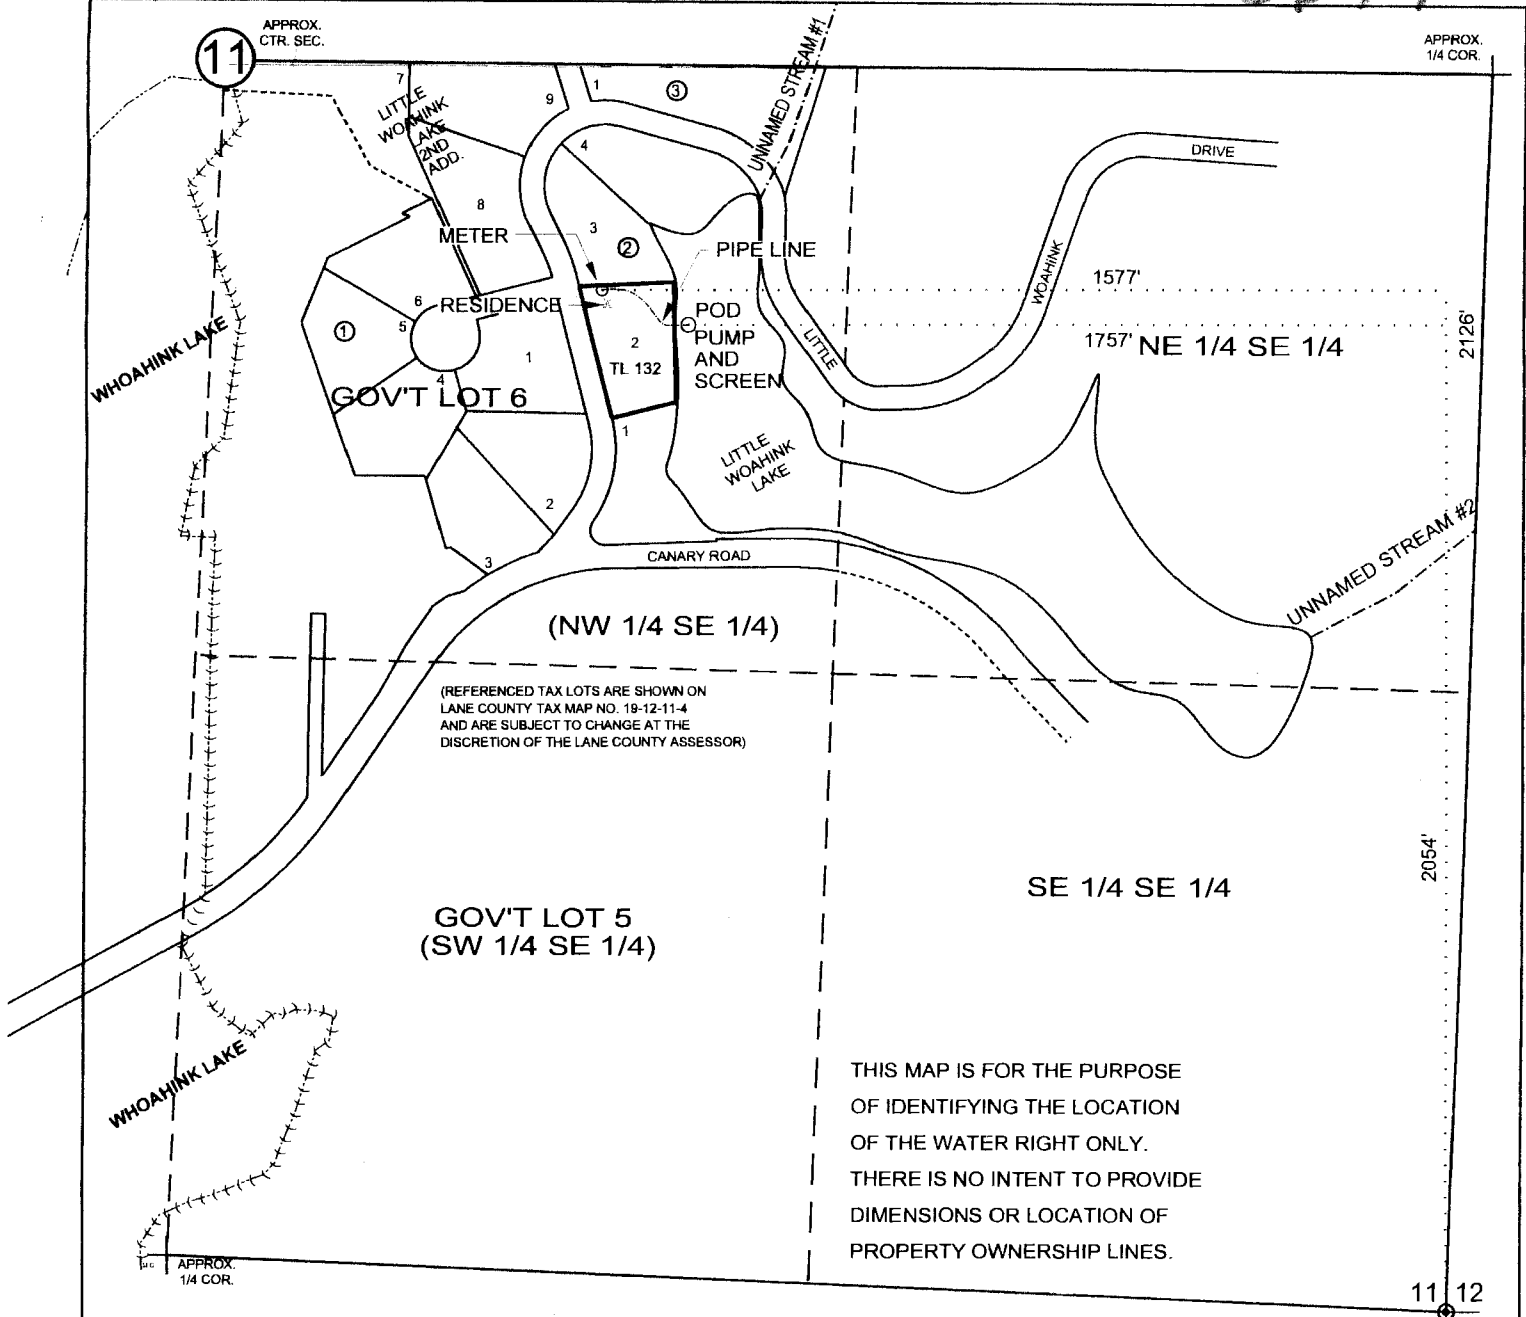 APPROX.
CTR. SEC.
11
APPROX.
1/4 COR.
UNNAMED STREAM #1
7
LITTLE
WOAHINK
LAKE
2ND
ADD.
9
1
3
4
DRIVE
8
3
2
METER
PIPE LINE
WOAHINK
1577'
RESIDENCE
6
5
1
POD
PUMP
AND
SCREEN
2
TL 132
LITTLE
1757'
NE 1/4 SE 1/4
2126'
WHOAHINK LAKE
1
4
GOV'T LOT 6
1
LITTLE
WOAHINK
LAKE
2
3
CANARY ROAD
UNNAMED STREAM #2
(NW 1/4 SE 1/4)
(REFERENCED TAX LOTS ARE SHOWN ON
LANE COUNTY TAX MAP NO. 19-12-11-4
AND ARE SUBJECT TO CHANGE AT THE
DISCRETION OF THE LANE COUNTY ASSESSOR)
2054'
SE 1/4 SE 1/4
GOV'T LOT 5
(SW 1/4 SE 1/4)
WHOAHINK LAKE
THIS MAP IS FOR THE PURPOSE
OF IDENTIFYING THE LOCATION
OF THE WATER RIGHT ONLY.
THERE IS NO INTENT TO PROVIDE
DIMENSIONS OR LOCATION OF
PROPERTY OWNERSHIP LINES.
APPROX.
1/4 COR.
11 12